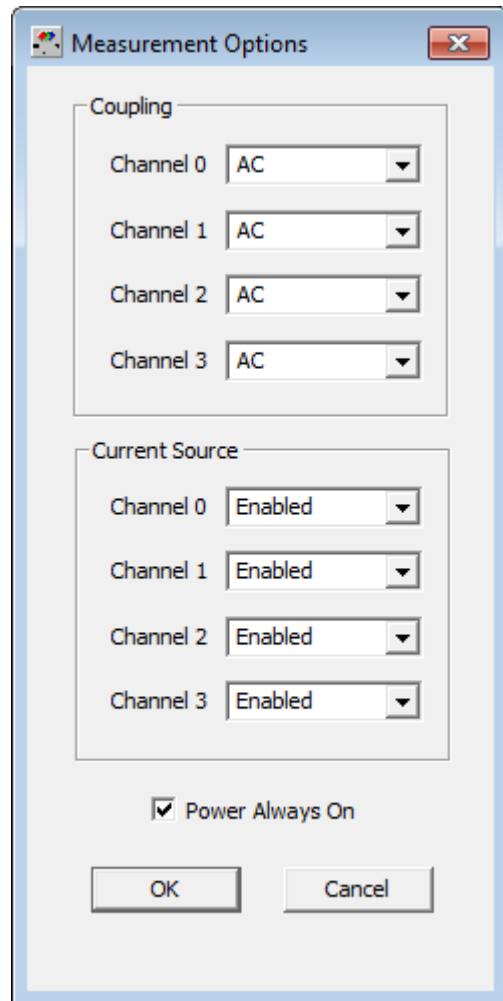 Measurement Options
Coupling
Channel 0 AC
Channel 1 AC
Channel 2 AC
Channel 3 AC
Current Source
Channel 0 Enabled
Channel 1 Enabled
Channel 2 Enabled
Channel 3 Enabled
Power Always On
OK Cancel